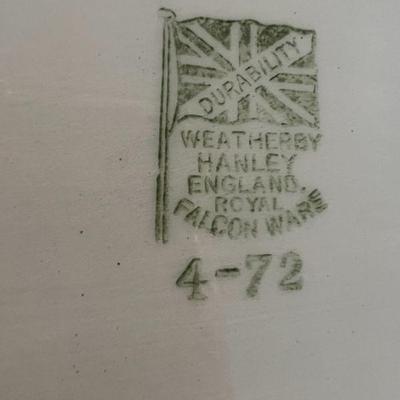 DURABILITY
WEATHERBY
HANLEY
ENGLAND.
ROYAL
FALCON WARE
4-72